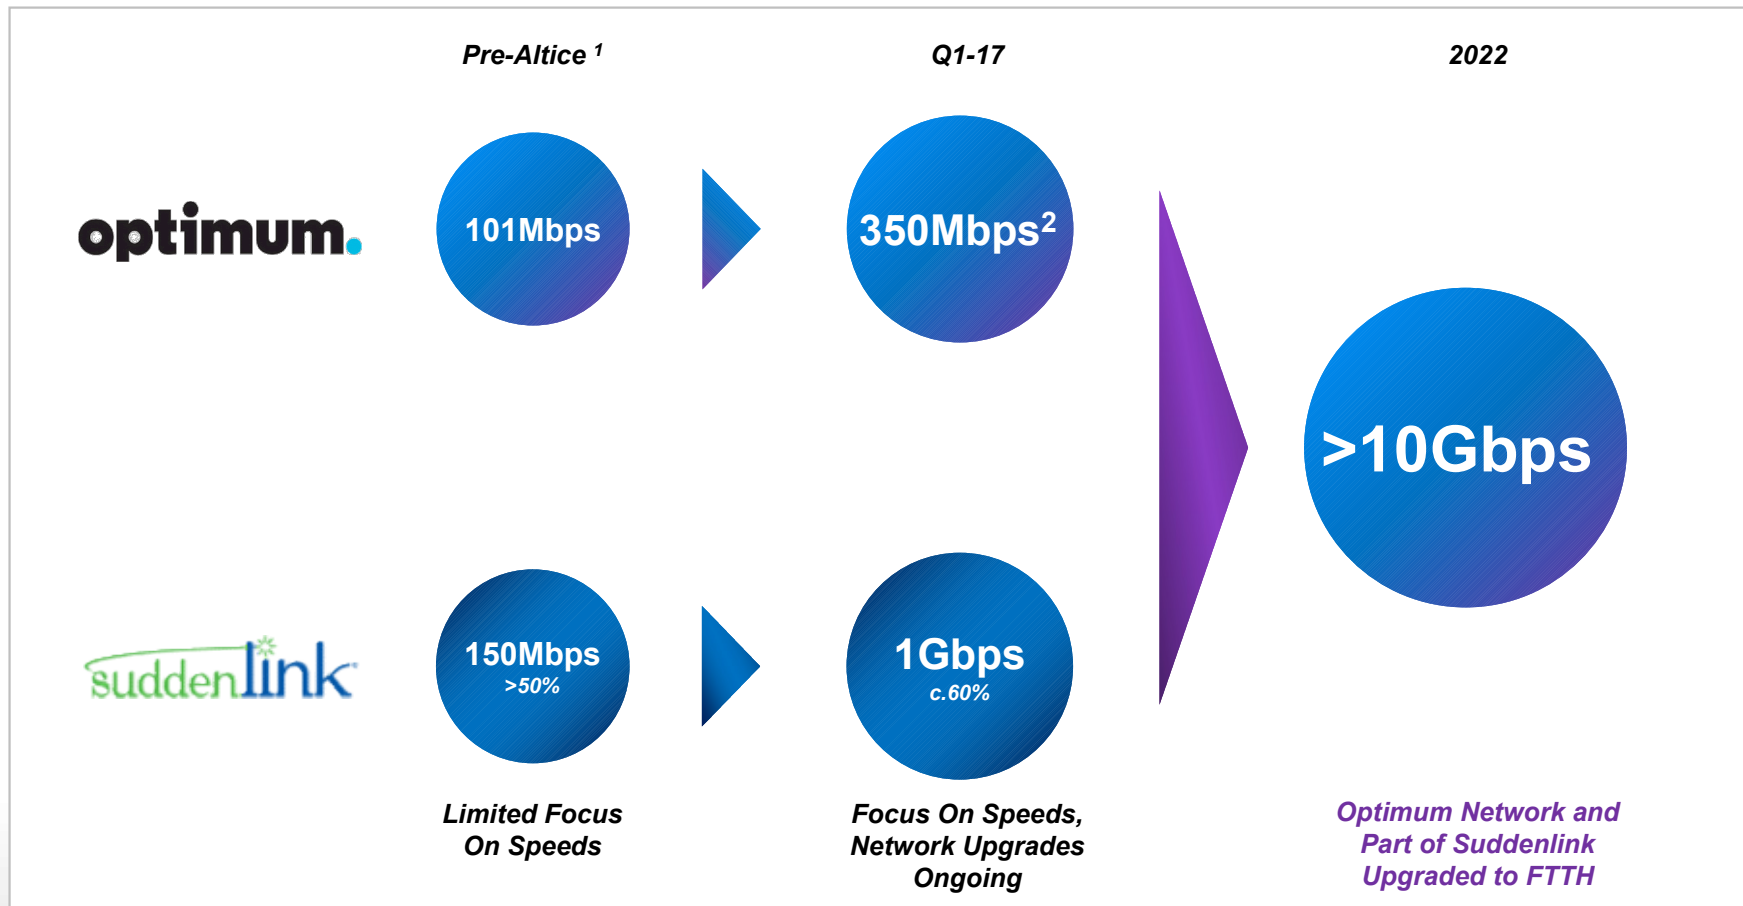 Pre-Altice ¹
Q1-17
2022
optimum.
101Mbps
350Mbps²
>10Gbps
suddenlink
150Mbps
>50%
1Gbps
c.60%
Limited Focus
On Speeds
Focus On Speeds,
Network Upgrades
Ongoing
Optimum Network and
Part of Suddenlink
Upgraded to FTTH